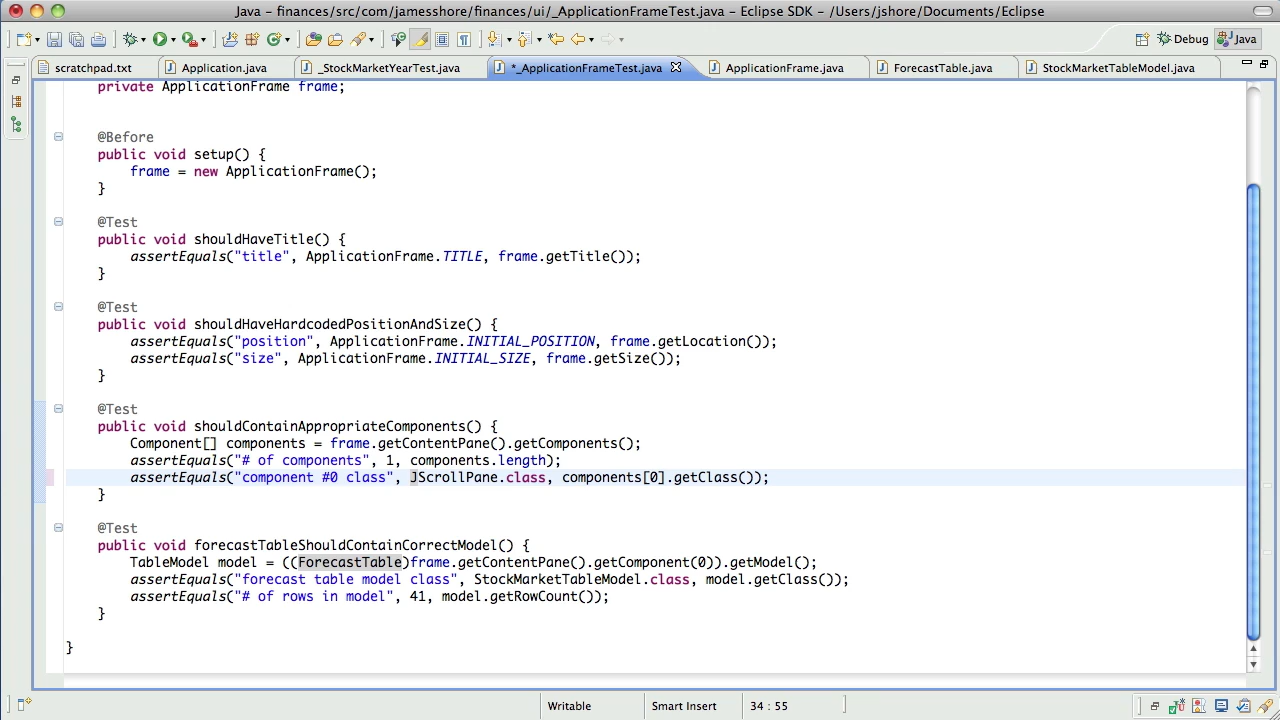 Java – finances/src/com/jamesshore/finances/ui/_ApplicationFrameTest.java – Eclipse SDK – /Users/jshore/Documents/Eclipse
Debug
Java
scratchpad.txt
Application.java
_StockMarketYearTest.java
*_ApplicationFrameTest.java
ApplicationFrame.java
ForecastTable.java
StockMarketTableModel.java
private ApplicationFrame frame;
@Before
public void setup() {
frame = new ApplicationFrame();
}
@Test
public void shouldHaveTitle() {
assertEquals("title", ApplicationFrame.TITLE, frame.getTitle());
}
@Test
public void shouldHaveHardcodedPositionAndSize() {
assertEquals("position", ApplicationFrame.INITIAL_POSITION, frame.getLocation());
assertEquals("size", ApplicationFrame.INITIAL_SIZE, frame.getSize());
}
@Test
public void shouldContainAppropriateComponents() {
Component[] components = frame.getContentPane().getComponents();
assertEquals("# of components", 1, components.length);
assertEquals("component #0 class", JScrollPane.class, components[0].getClass());
}
@Test
public void forecastTableShouldContainCorrectModel() {
TableModel model = ((ForecastTable)frame.getContentPane().getComponent(0)).getModel();
assertEquals("forecast table model class", StockMarketTableModel.class, model.getClass());
assertEquals("# of rows in model", 41, model.getRowCount());
}
}
Writable
Smart Insert
34 : 55